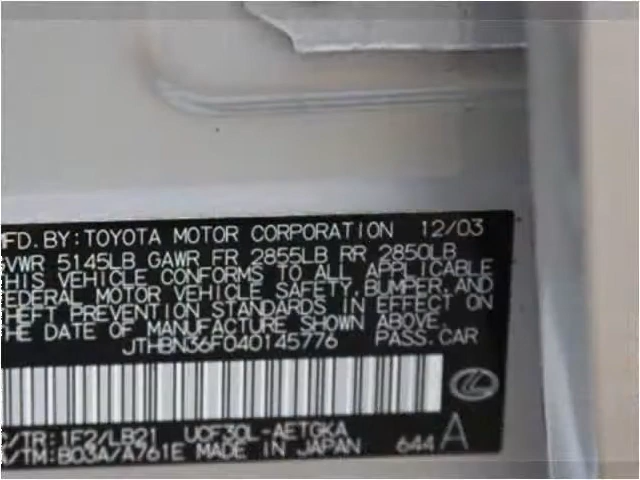 MFD. BY: TOYOTA MOTOR CORPORATION 12/03
GVWR 5145LB GAWR FR 2855LB RR 2850LB
THIS VEHICLE CONFORMS TO ALL APPLICABLE
FEDERAL MOTOR VEHICLE SAFETY, BUMPER, AND
THEFT PREVENTION STANDARDS IN EFFECT ON
THE DATE OF MANUFACTURE SHOWN ABOVE.
JTHBN36F040145776 PASS. CAR
C/TR: 1F2/LB21 UCF30L-AETGKA
A/TM: B03A/A761E MADE IN JAPAN 644 A